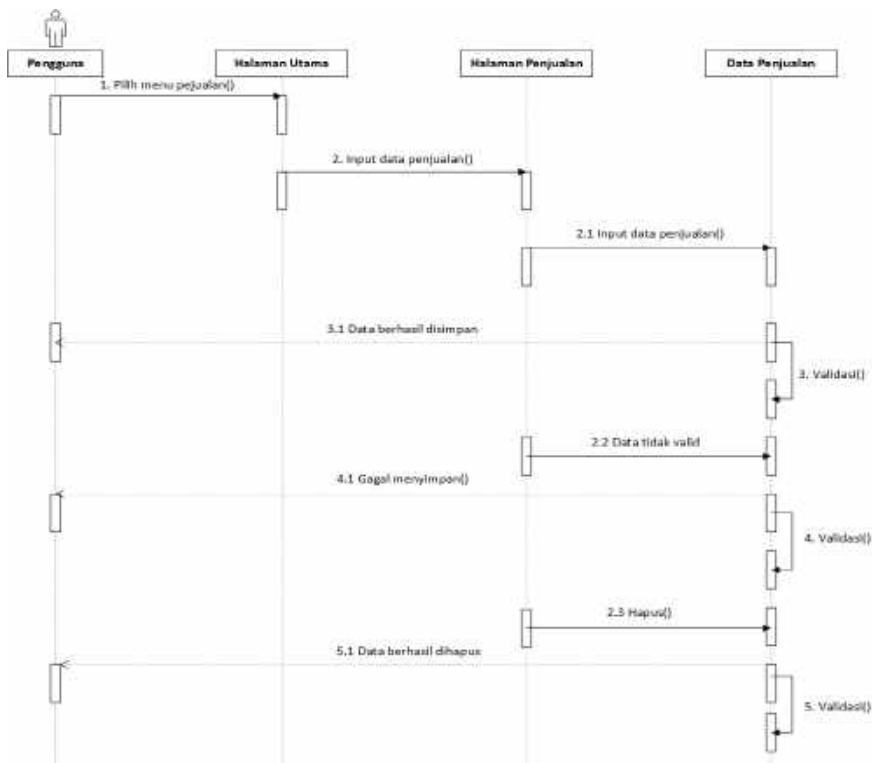 Pengguna
Halaman Utama
Halaman Penjualan
Data Penjualan
1. Pilih menu pejualan()
2. Input data penjualan()
2.1 Input data penjualan()
3.1 Data berhasil disimpan
3. Validasi()
2.2 Data tidak valid
4.1 Gagal menyimpan()
4. Validasi()
2.3 Hapus()
5.1 Data berhasil dihapus
5. Validasi()